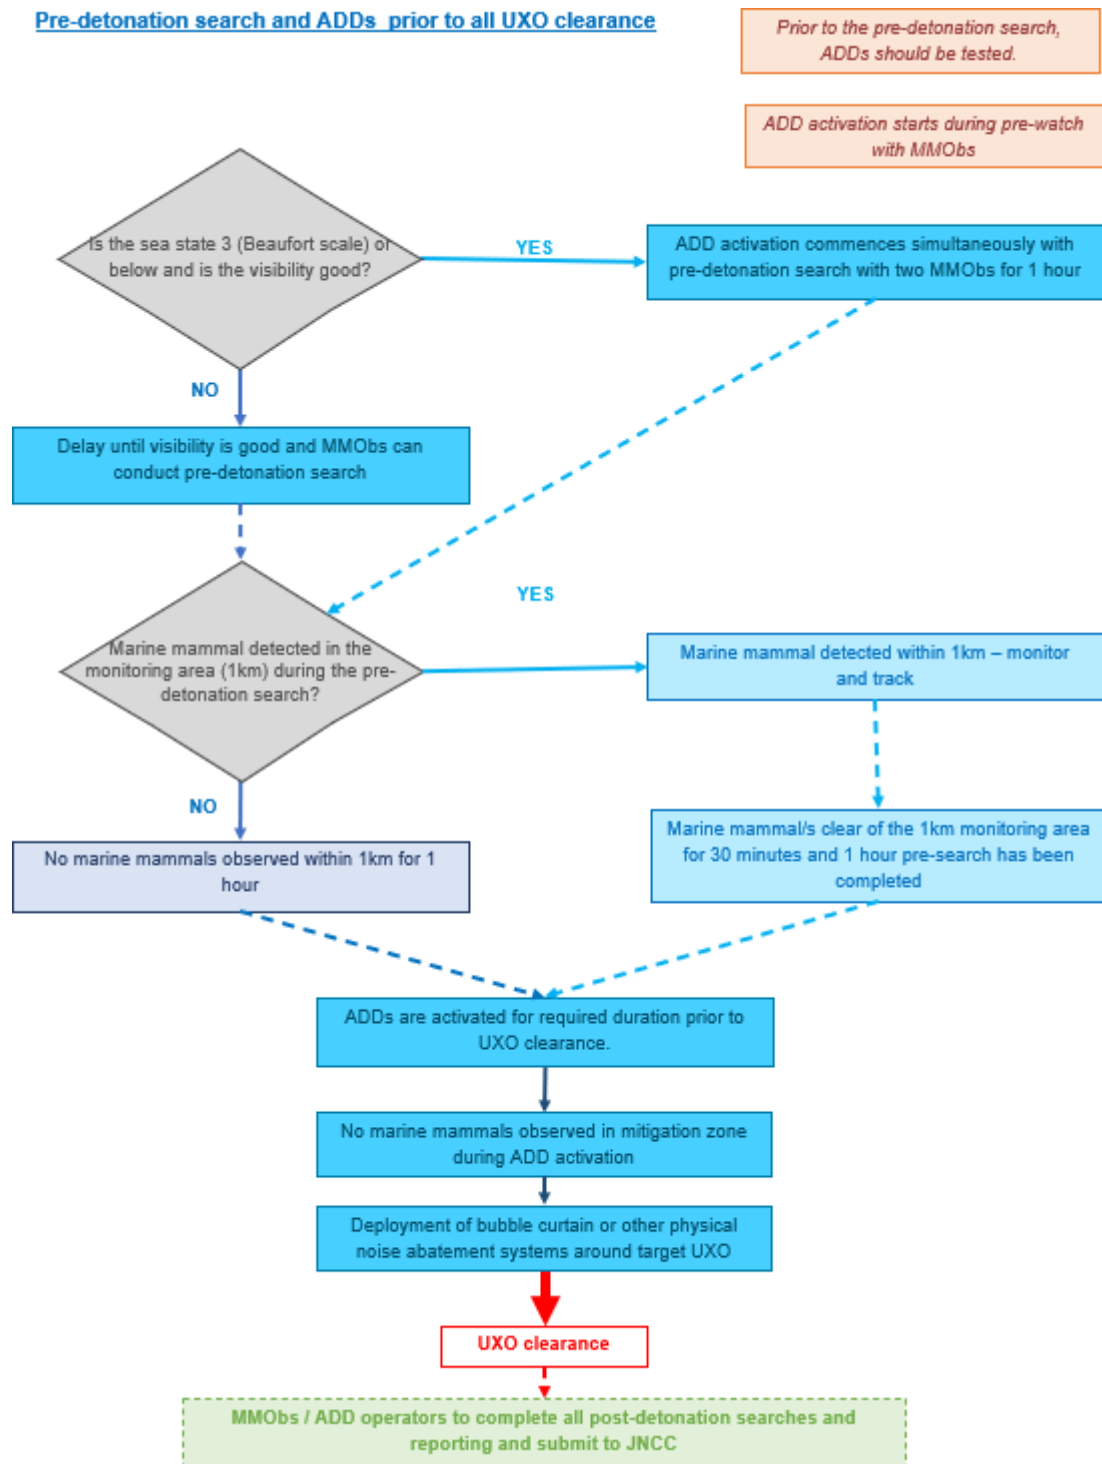 Pre-detonation search and ADDs prior to all UXO clearance
Prior to the pre-detonation search,
ADDs should be tested.
ADD activation starts during pre-watch
with MMObs
Is the sea state 3 (Beaufort scale) or
below and is the visibility good?
YES
ADD activation commences simultaneously with
pre-detonation search with two MMObs for 1 hour
NO
Delay until visibility is good and MMObs can
conduct pre-detonation search
YES
Marine mammal detected in the
monitoring area (1km) during the pre-
detonation search?
Marine mammal detected within 1km – monitor
and track
NO
No marine mammals observed within 1km for 1
hour
Marine mammal/s clear of the 1km monitoring area
for 30 minutes and 1 hour pre-search has been
completed
ADDs are activated for required duration prior to
UXO clearance.
No marine mammals observed in mitigation zone
during ADD activation
Deployment of bubble curtain or other physical
noise abatement systems around target UXO
UXO clearance
MMObs / ADD operators to complete all post-detonation searches and
reporting and submit to JNCC